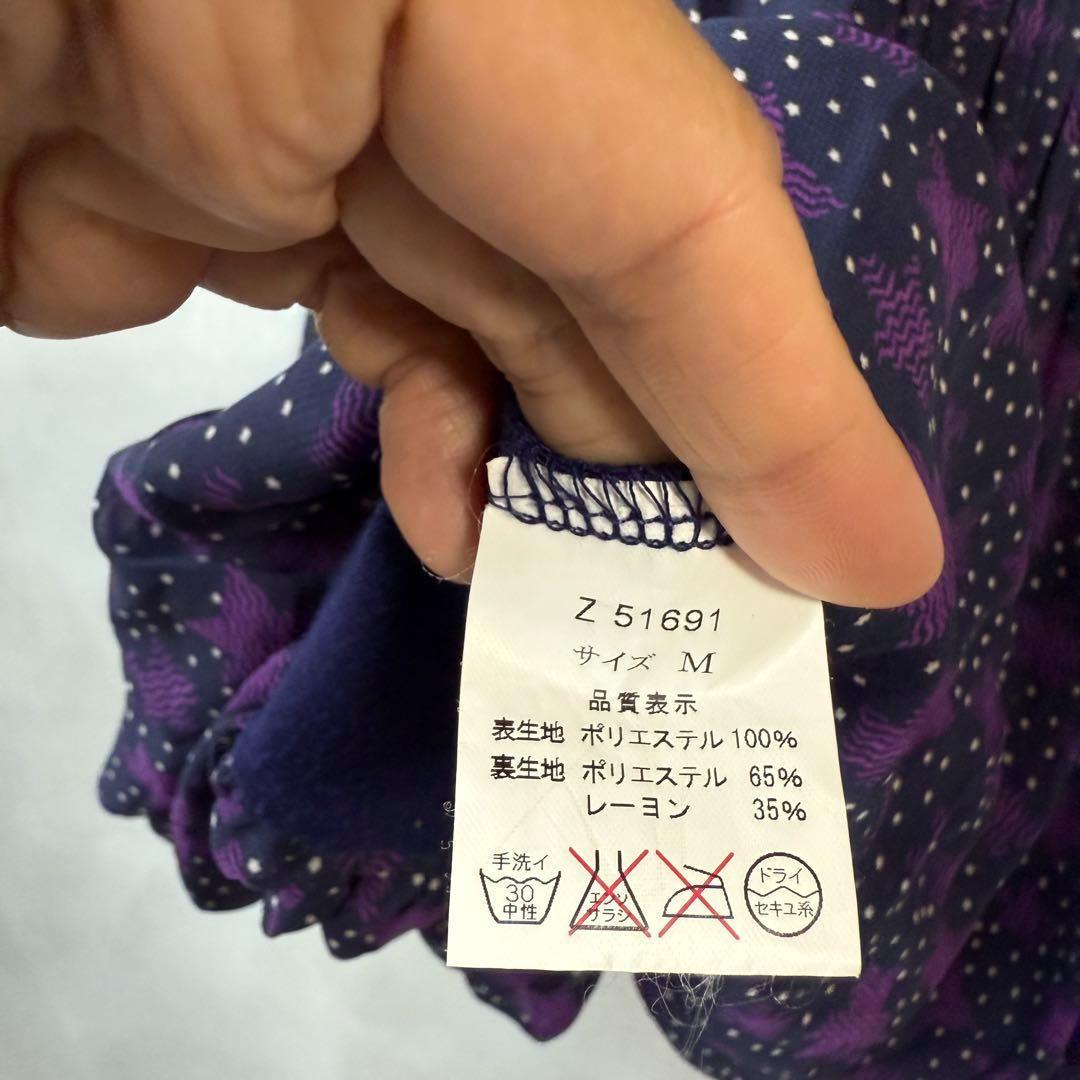 Z 51691
サイズ M
品質表示
表生地 ポリエステル 100%
裏生地 ポリエステル 65%
レーヨン 35%
手洗イ
30
中性
エンソ
サラシ
ドライ
セキユ系